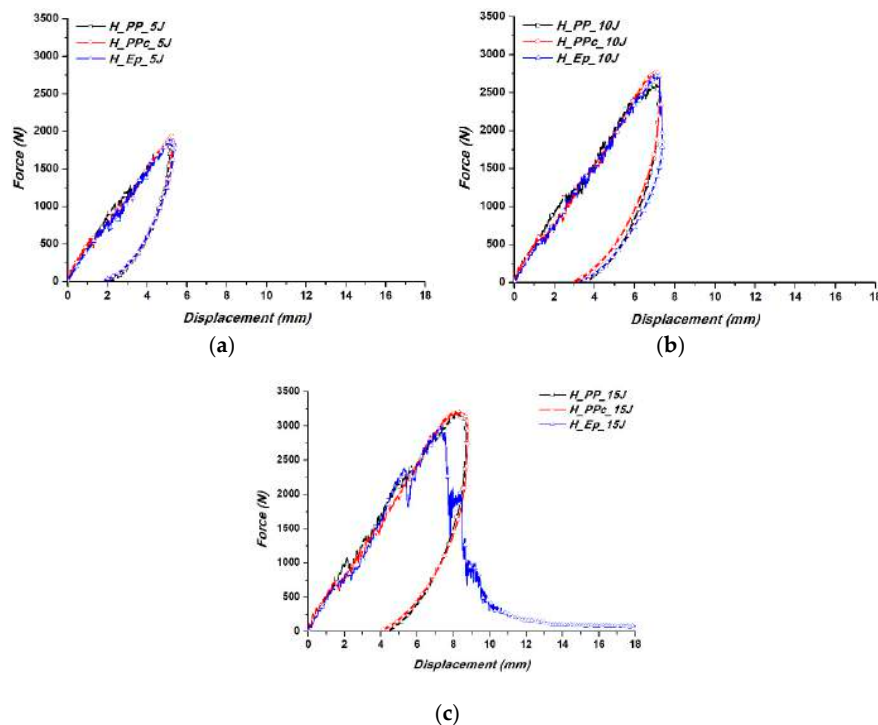 H_PP_5J
H_PPc_5J
H_Ep_5J
3500
3000
2500
2000
1500
1000
500
0
Force (N)
0 2 4 6 8 10 12 14 16 18
Displacement (mm)
(a)
H_PP_10J
H_PPc_10J
H_Ep_10J
3500
3000
2500
2000
1500
1000
500
0
Force (N)
0 2 4 6 8 10 12 14 16 18
Displacement (mm)
(b)
H_PP_15J
H_PPc_15J
H_Ep_15J
3500
3000
2500
2000
1500
1000
500
0
Force (N)
0 2 4 6 8 10 12 14 16 18
Displacement (mm)
(c)